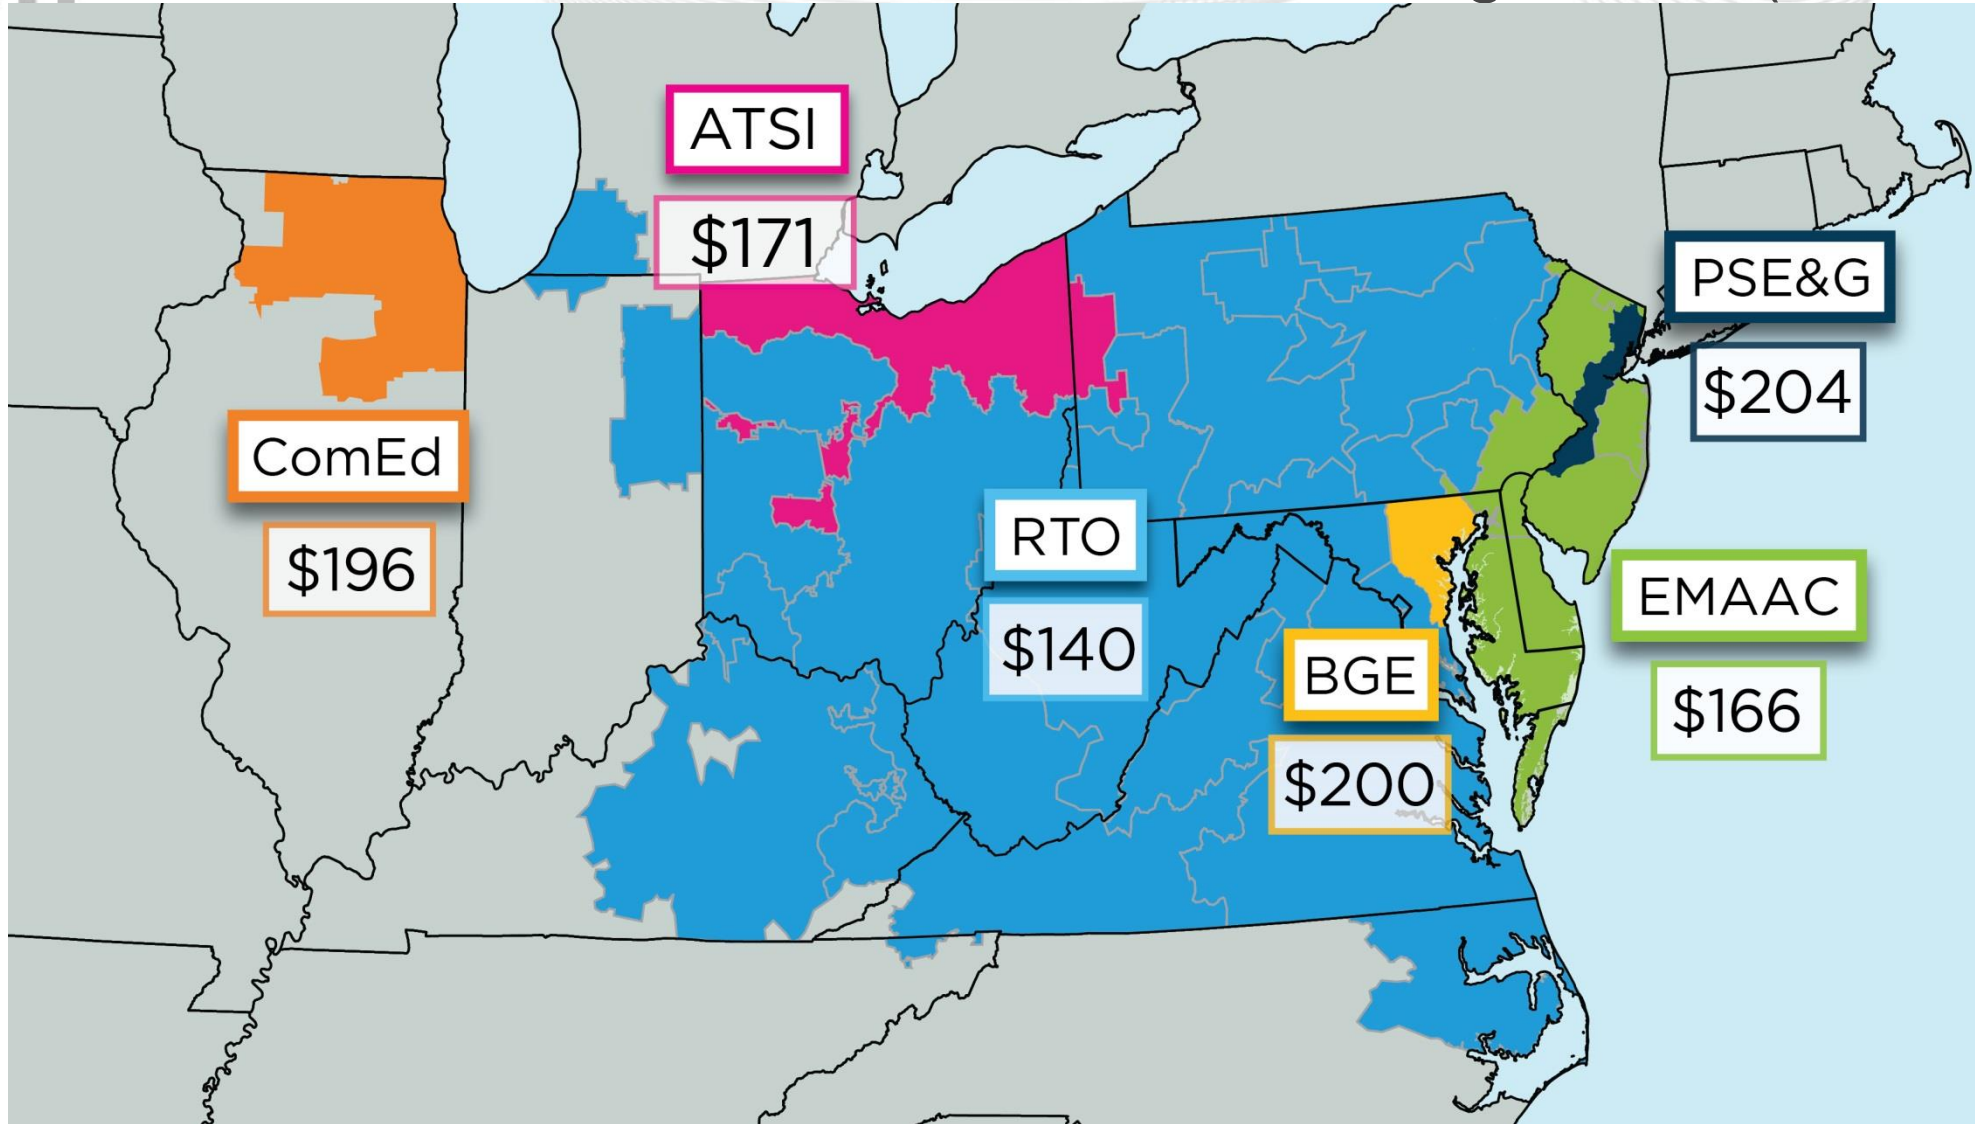 ATSI
$171
PSE&G
$204
ComEd
$196
RTO
$140
EMAAC
$166
BGE
$200